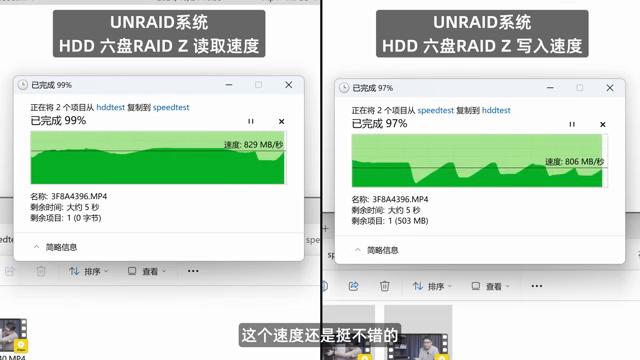 UNRAID系统
HDD 六盘RAID Z 读取速度
已完成 99%
正在将 2 个项目从 hddtest 复制到 speedtest
已完成 99%
速度: 829 MB/秒
名称: 3F8A4396.MP4
剩余时间: 大约 5 秒
剩余项目: 1 (0 字节)
简略信息
排序
查看
UNRAID系统
HDD 六盘RAID Z 写入速度
已完成 97%
正在将 2 个项目从 speedtest 复制到 hddtest
已完成 97%
速度: 806 MB/秒
名称: 3F8A4396.MP4
剩余时间: 大约 5 秒
剩余项目: 1 (503 MB)
简略信息
排序
查看
这个速度还是挺不错的